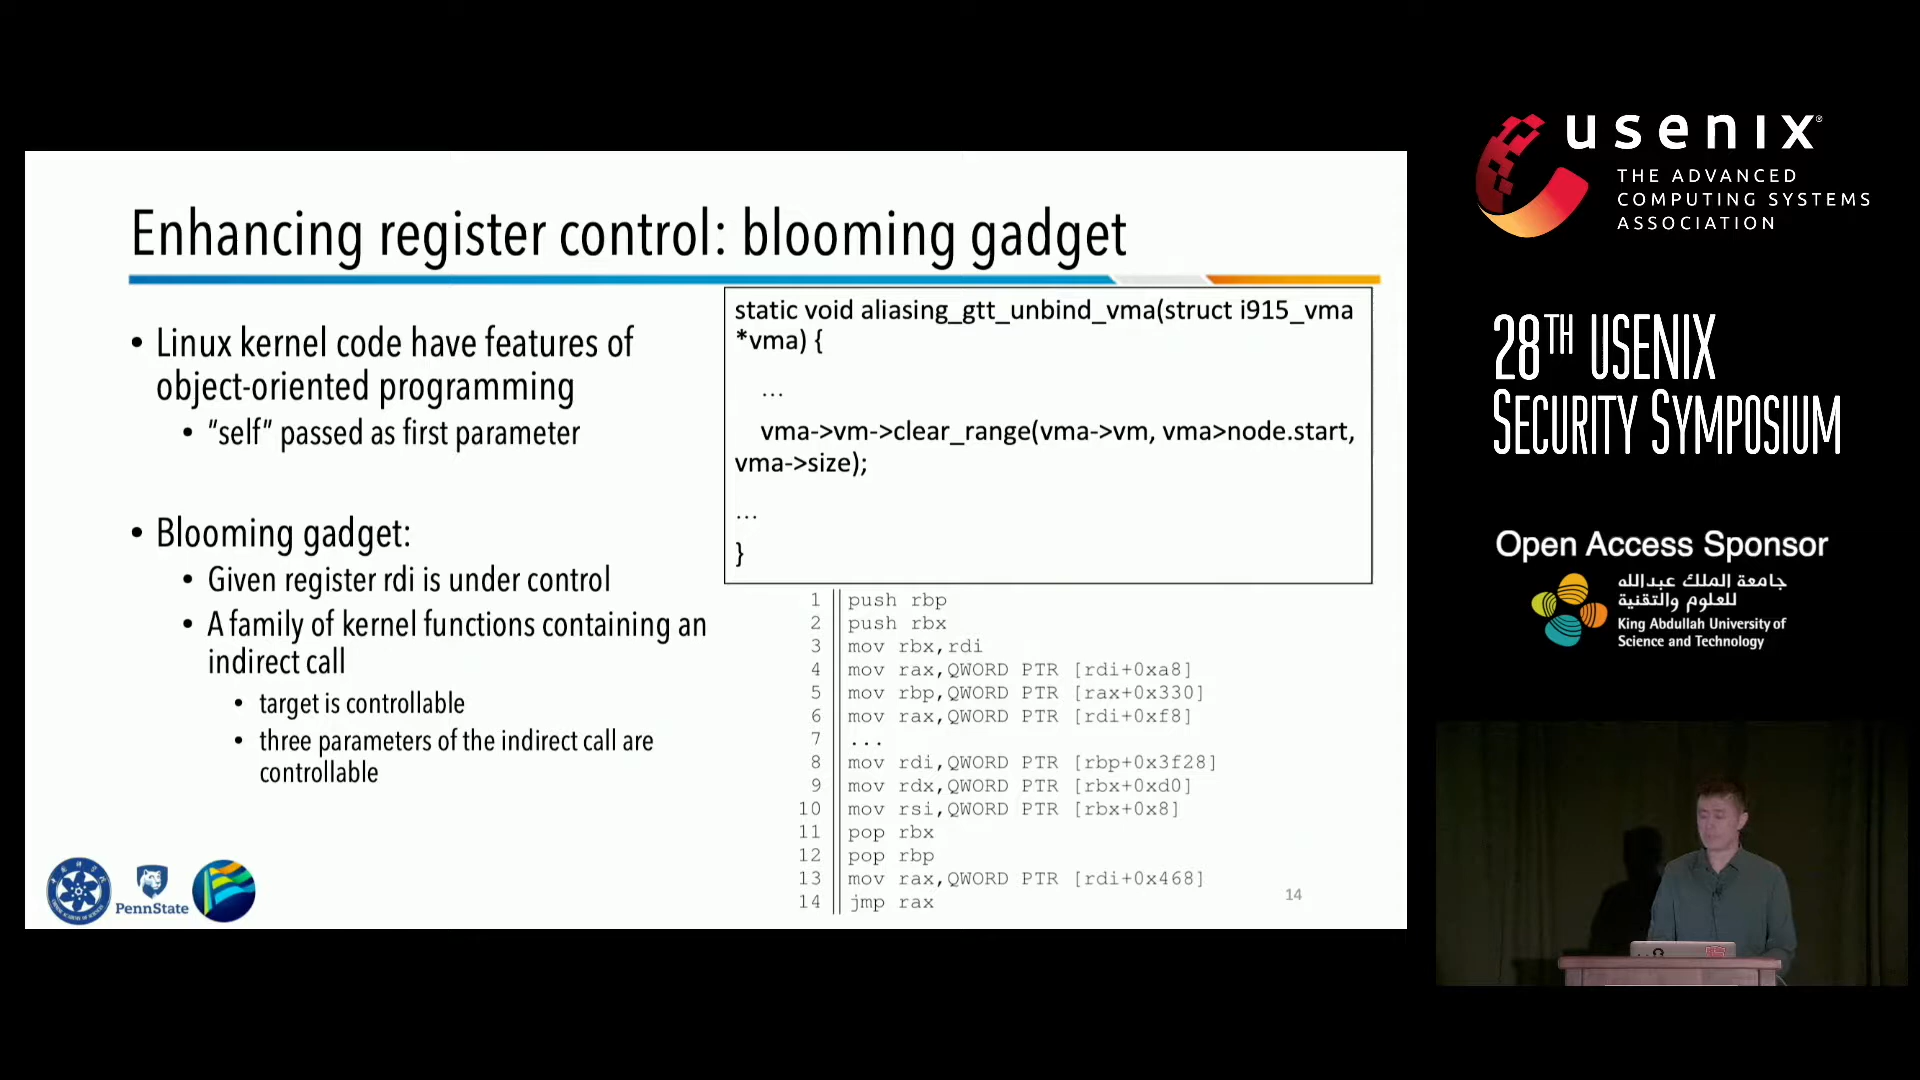 Enhancing register control: blooming gadget
• Linux kernel code have features of
object-oriented programming
• “self” passed as first parameter
• Blooming gadget:
• Given register rdi is under control
• A family of kernel functions containing an
indirect call
• target is controllable
• three parameters of the indirect call are
controllable
static void aliasing_gtt_unbind_vma(struct i915_vma
*vma) {
...
vma->vm->clear_range(vma->vm, vma>node.start,
vma->size);
...
}
1 push rbp
2 push rbx
3 mov rbx,rdi
4 mov rax,QWORD PTR [rdi+0xa8]
5 mov rbp,QWORD PTR [rax+0x330]
6 mov rax,QWORD PTR [rdi+0xf8]
7 ...
8 mov rdi,QWORD PTR [rbp+0x3f28]
9 mov rdx,QWORD PTR [rbx+0xd0]
10 mov rsi,QWORD PTR [rbx+0x8]
11 pop rbx
12 pop rbp
13 mov rax,QWORD PTR [rdi+0x468]
14 jmp rax
PennState
14
usenix®
THE ADVANCED
COMPUTING SYSTEMS
ASSOCIATION
28TH USENIX
SECURITY SYMPOSIUM
Open Access Sponsor
جامعة الملك عبدالله
للعلوم والتقنية
King Abdullah University of
Science and Technology